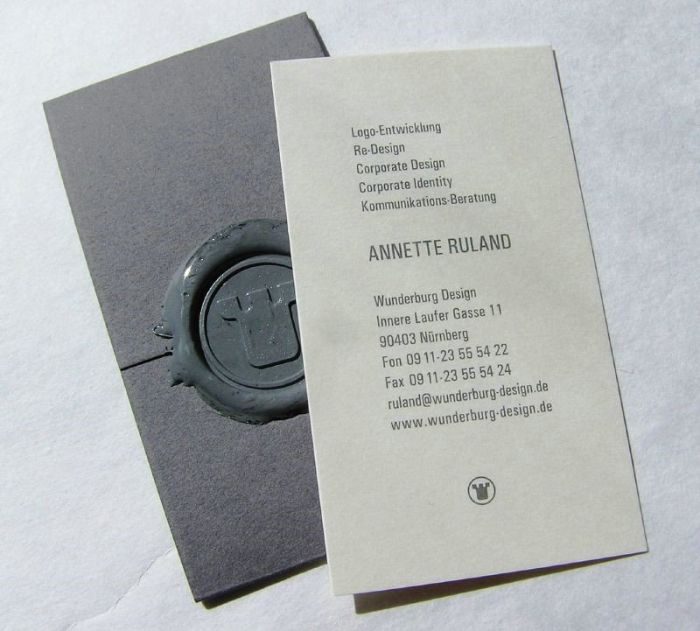 Logo-Entwicklung
Re-Design
Corporate Design
Corporate Identity
Kommunikations-Beratung
ANNETTE RULAND
Wunderburg Design
Innere Laufer Gasse 11
90403 Nürnberg
Fon 09 11-23 55 54 22
Fax 09 11-23 55 54 24
ruland@wunderburg-design.de
www.wunderburg-design.de